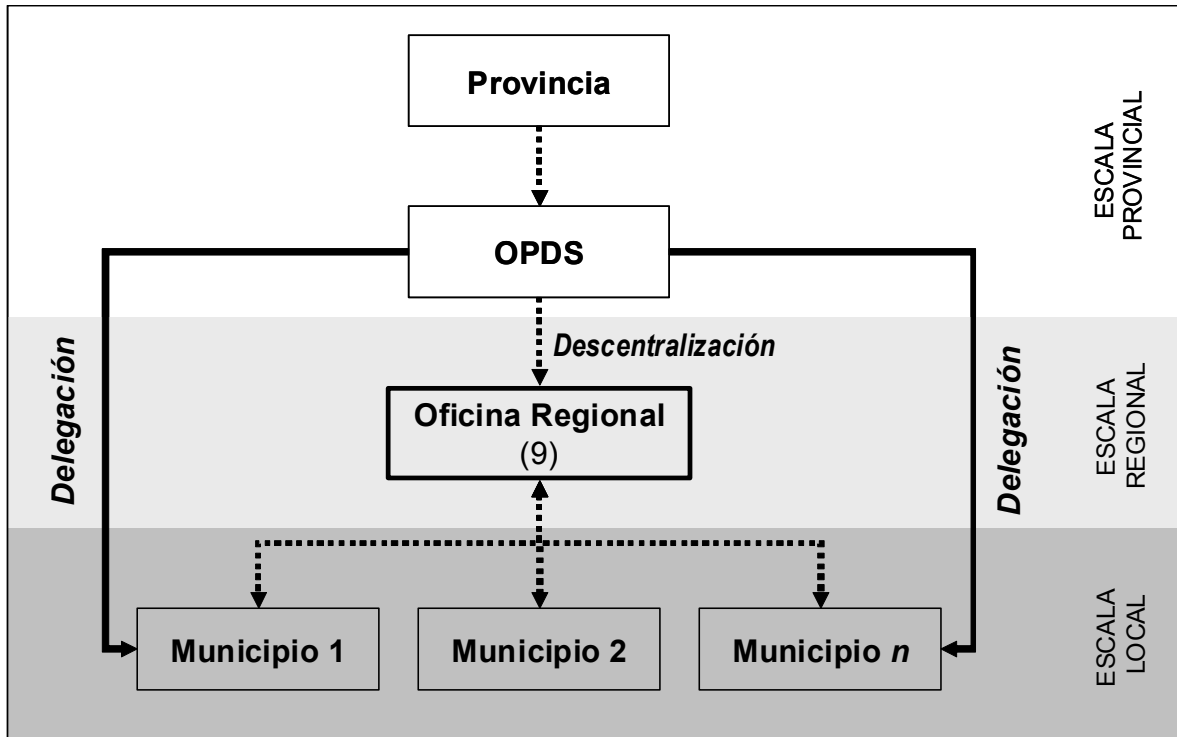 Provincia
ESCALA
PROVINCIAL
OPDS
Descentralización
Delegación
Delegación
Oficina Regional
(9)
ESCALA
REGIONAL
Municipio 1
Municipio 2
Municipio n
ESCALA
LOCAL